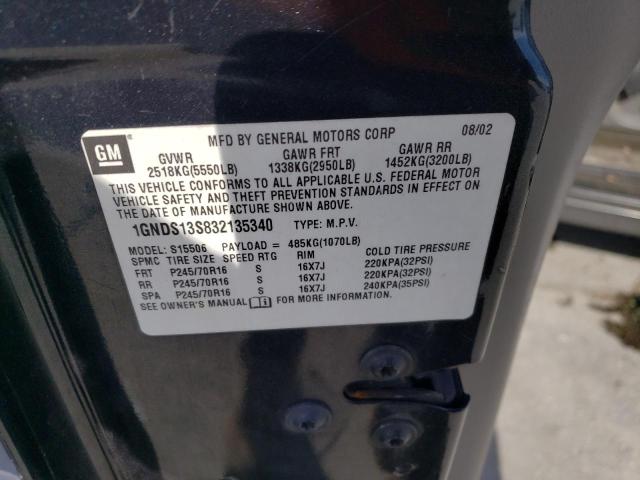 GM
MFD BY GENERAL MOTORS CORP 08/02
GVWR GAWR FRT GAWR RR
2518KG(5550LB) 1338KG(2950LB) 1452KG(3200LB)
THIS VEHICLE CONFORMS TO ALL APPLICABLE U.S. FEDERAL MOTOR
VEHICLE SAFETY AND THEFT PREVENTION STANDARDS IN EFFECT ON
THE DATE OF MANUFACTURE SHOWN ABOVE.
1GNDS13S832135340 TYPE: M.P.V.
MODEL: S15506 PAYLOAD = 485KG(1070LB)
SPMC TIRE SIZE SPEED RTG RIM COLD TIRE PRESSURE
FRT P245/70R16 S 16X7J 220KPA(32PSI)
RR P245/70R16 S 16X7J 220KPA(32PSI)
SPA P245/70R16 S 16X7J 240KPA(35PSI)
SEE OWNER'S MANUAL FOR MORE INFORMATION.